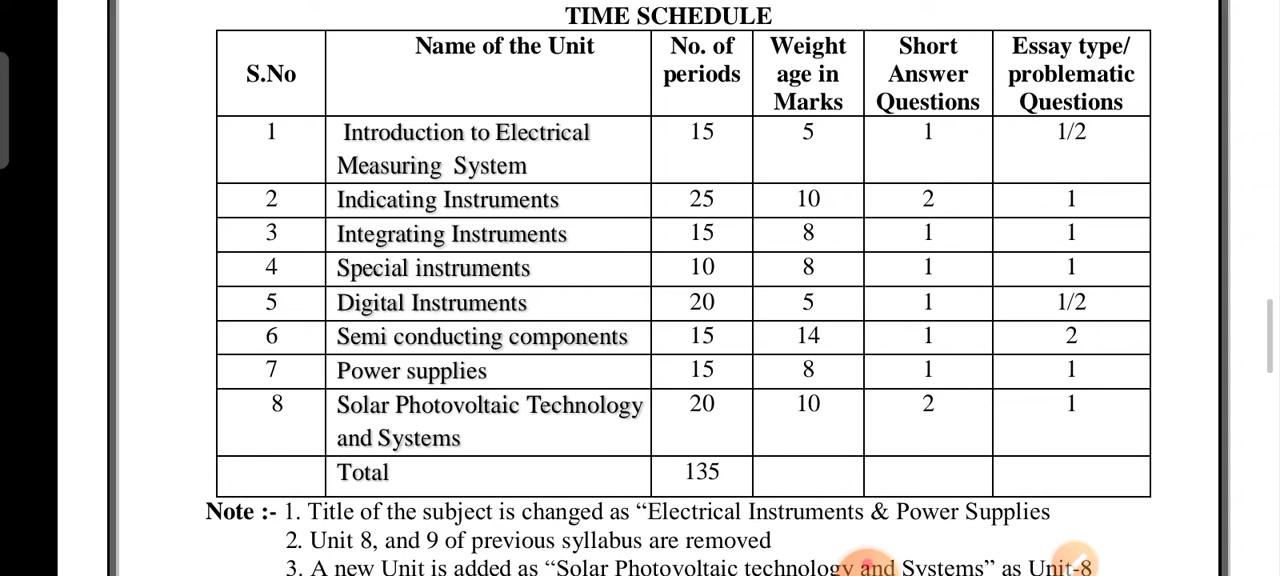 TIME SCHEDULE
S.No Name of the Unit No. of periods Weight age in Marks Short Answer Questions Essay type/ problematic Questions
1 Introduction to Electrical Measuring System 15 5 1 1/2
2 Indicating Instruments 25 10 2 1
3 Integrating Instruments 15 8 1 1
4 Special instruments 10 8 1 1
5 Digital Instruments 20 5 1 1/2
6 Semi conducting components 15 14 1 2
7 Power supplies 15 8 1 1
8 Solar Photovoltaic Technology and Systems 20 10 2 1
Total 135
Note :- 1. Title of the subject is changed as “Electrical Instruments & Power Supplies
2. Unit 8, and 9 of previous syllabus are removed
3. A new Unit is added as “Solar Photovoltaic technology and Systems” as Unit-8